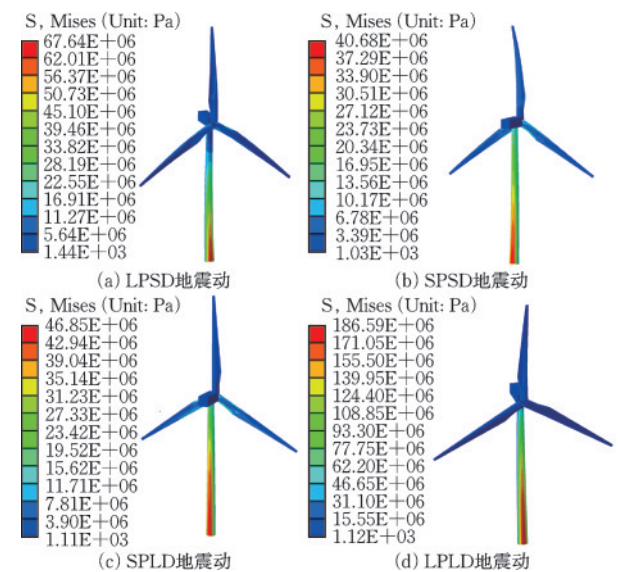 S, Mises (Unit: Pa)
67.64E+06
62.01E+06
56.37E+06
50.73E+06
45.10E+06
39.46E+06
33.82E+06
28.19E+06
22.55E+06
16.91E+06
11.27E+06
5.64E+06
1.44E+03
(a) LPSD地震动
S, Mises (Unit: Pa)
40.68E+06
37.29E+06
33.90E+06
30.51E+06
27.12E+06
23.73E+06
20.34E+06
16.95E+06
13.56E+06
10.17E+06
6.78E+06
3.39E+06
1.03E+03
(b) SPSD地震动
S, Mises (Unit: Pa)
46.85E+06
42.94E+06
39.04E+06
35.14E+06
31.23E+06
27.33E+06
23.42E+06
19.52E+06
15.62E+06
11.71E+06
7.81E+06
3.90E+06
1.11E+03
(c) SPLD地震动
S, Mises (Unit: Pa)
186.59E+06
171.05E+06
155.50E+06
139.95E+06
124.40E+06
108.85E+06
93.30E+06
77.75E+06
62.20E+06
46.65E+06
31.10E+06
15.55E+06
1.12E+03
(d) LPLD地震动